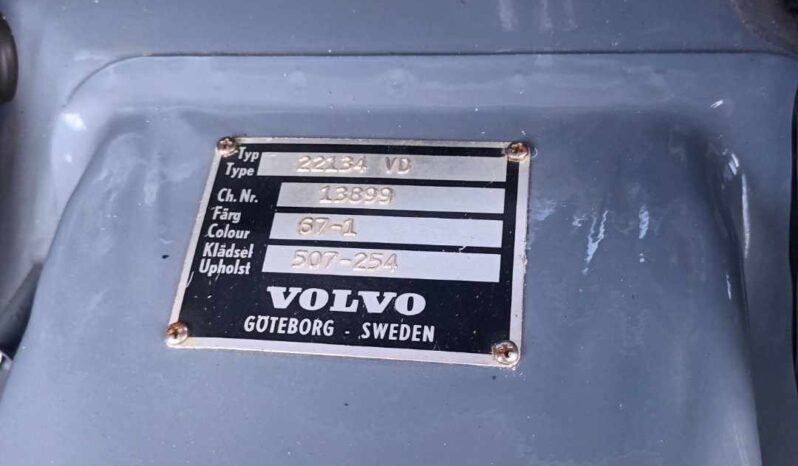 Typ
Type 22134 VD
Ch. Nr. 13899
Färg
Colour 67-1
Klädsel
Upholst 507-254
VOLVO
GÖTEBORG - SWEDEN